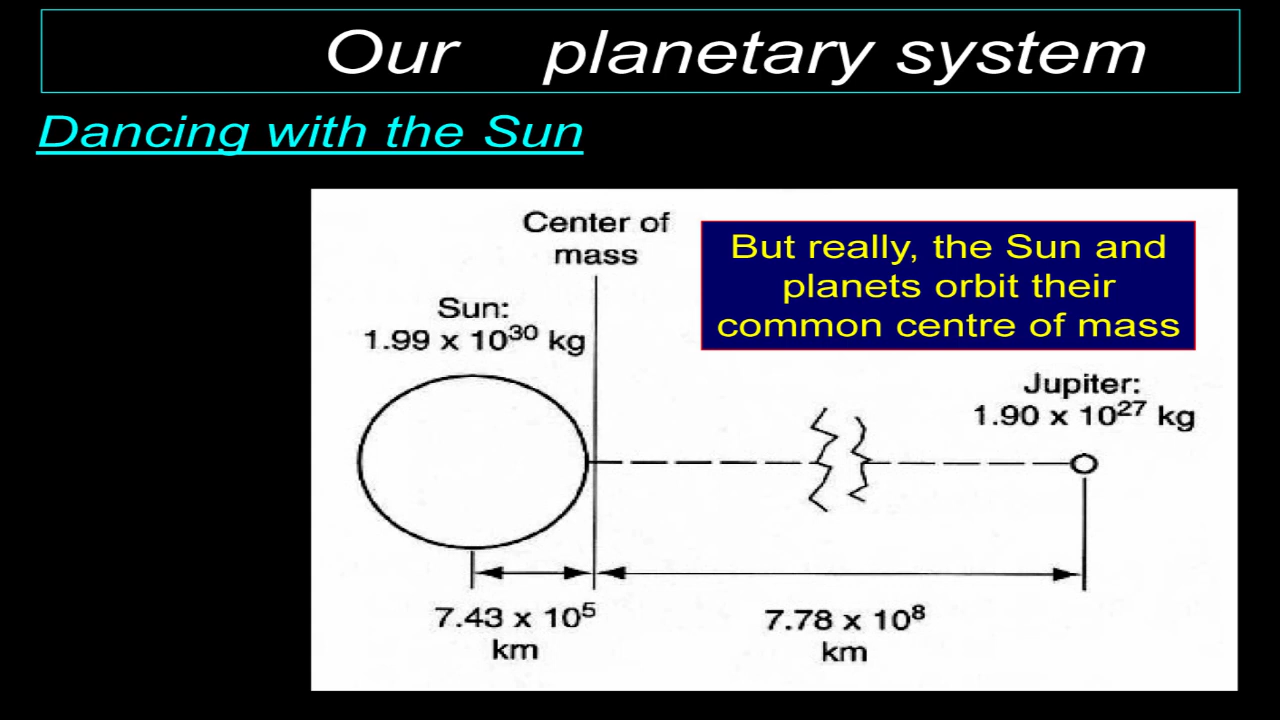 Our planetary system
Dancing with the Sun
Center of
mass
But really, the Sun and
planets orbit their
common centre of mass
Sun:
1.99 x 10³⁰ kg
Jupiter:
1.90 x 10²⁷ kg
7.43 x 10⁵
km
7.78 x 10⁸
km